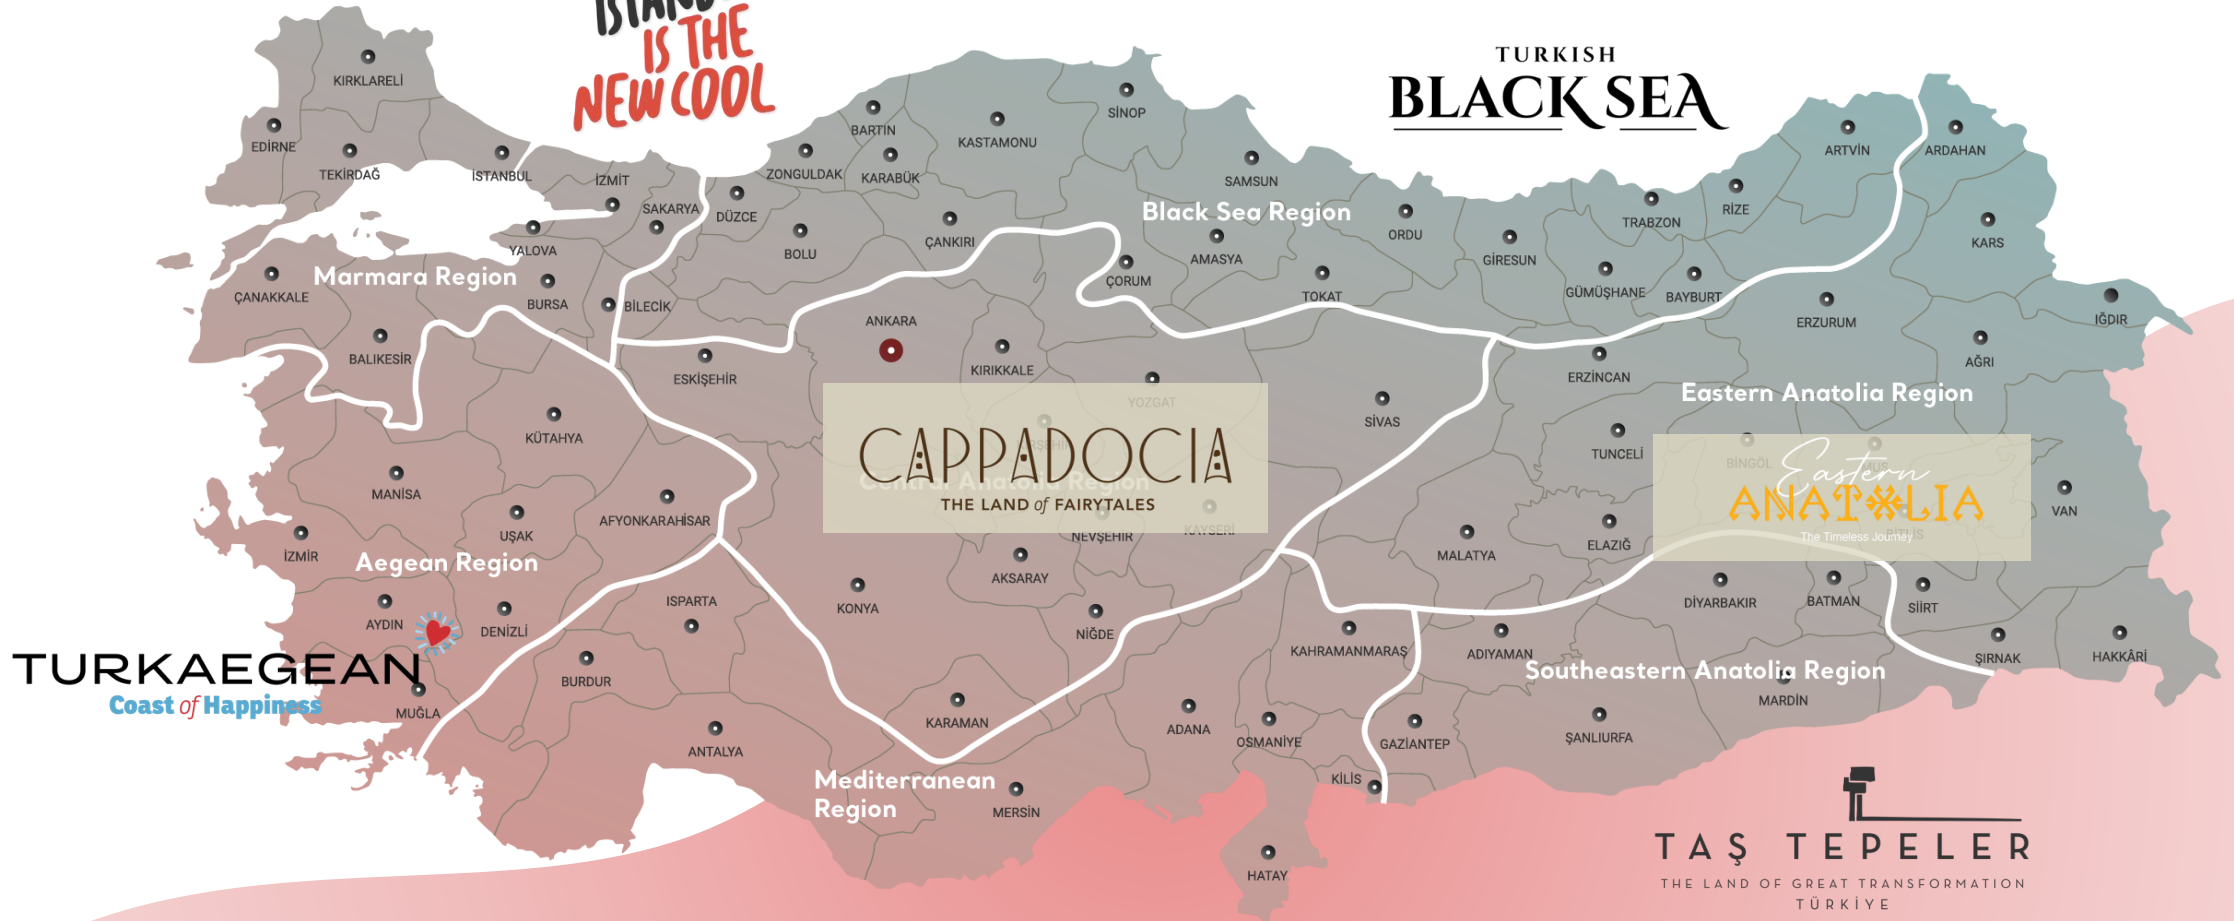 IS THE
NEW COOL
TURKISH
BLACK SEA
KIRKLARELİ
EDİRNE
TEKİRDAĞ
İSTANBUL
İZMİT
SAKARYA
YALOVA
DÜZCE
ZONGULDAK
BARTIN
KARABÜK
KASTAMONU
SİNOP
SAMSUN
Black Sea Region
ORDU
GİRESUN
TRABZON
RİZE
ARTVİN
ARDAHAN
KARS
BOLU
ÇANKIRI
AMASYA
ÇORUM
TOKAT
GÜMÜŞHANE
BAYBURT
ERZURUM
IĞDIR
AĞRI
Marmara Region
ÇANAKKALE
BURSA
BİLECİK
BALIKESİR
ESKİŞEHİR
ANKARA
KIRIKKALE
YOZGAT
SİVAS
ERZİNCAN
Eastern Anatolia Region
KÜTAHYA
CAPPADOCIA
Central Anatolia Region
THE LAND of FAIRYTALES
TUNCELİ
BİNGÖL
MUŞ
Eastern
ANATOLIA
The Timeless Journey
BİTLİS
VAN
MANİSA
UŞAK
AFYONKARAHİSAR
İZMİR
Aegean Region
NEVŞEHİR
KAYSERİ
AKSARAY
MALATYA
ELAZIĞ
KONYA
NİĞDE
ISPARTA
AYDIN
DENİZLİ
DİYARBAKIR
BATMAN
SİİRT
KAHRAMANMARAŞ
ADIYAMAN
ŞIRNAK
HAKKÂRİ
Southeastern Anatolia Region
MARDİN
TURKAEGEAN
Coast of Happiness
MUĞLA
BURDUR
ANTALYA
KARAMAN
ADANA
OSMANİYE
GAZİANTEP
ŞANLIURFA
Mediterranean
Region
MERSİN
KİLİS
HATAY
TAŞ TEPELER
THE LAND OF GREAT TRANSFORMATION
TÜRKİYE